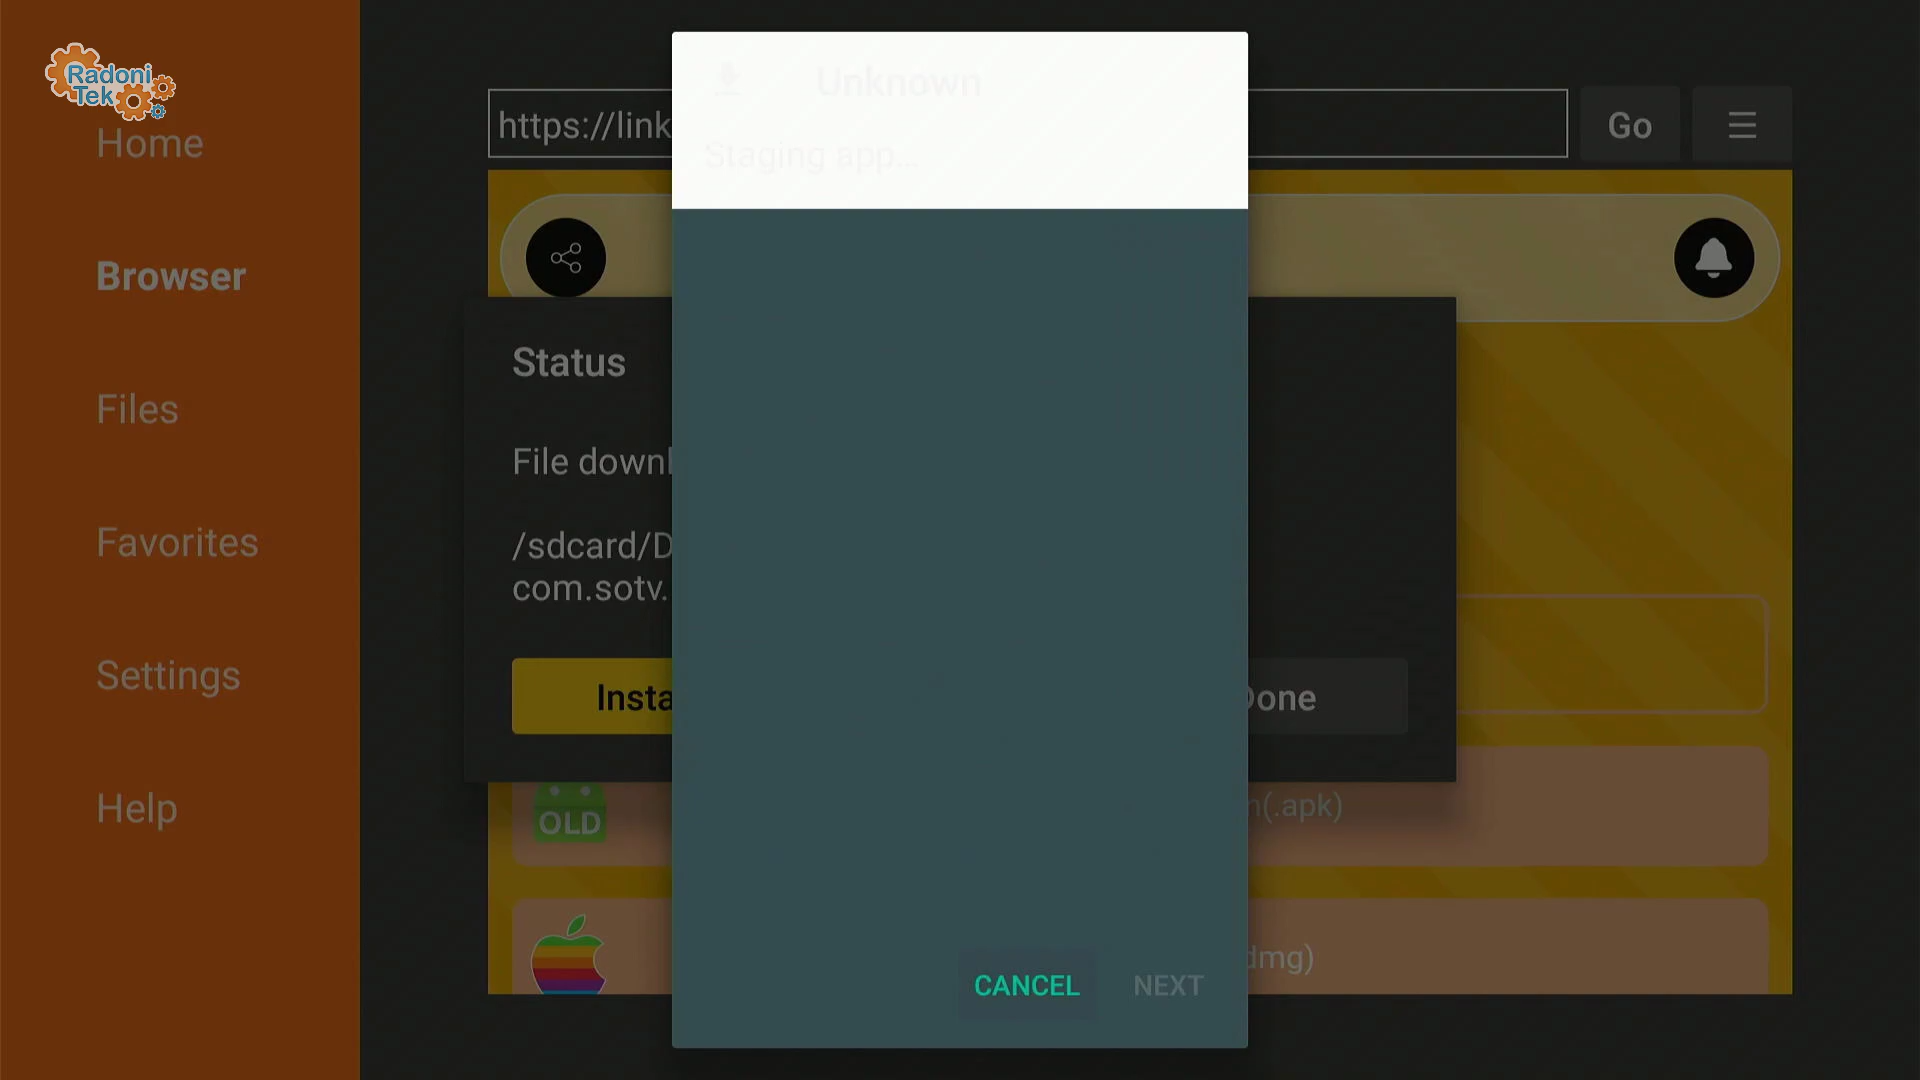 Radoni
Tek
Home
Browser
Files
Favorites
Settings
Help
https://link
Go
Unknown
Staging app...
Status
File downl
/sdcard/D
com.sotv.
Insta
Done
OLD
(.apk)
dmg)
CANCEL
NEXT